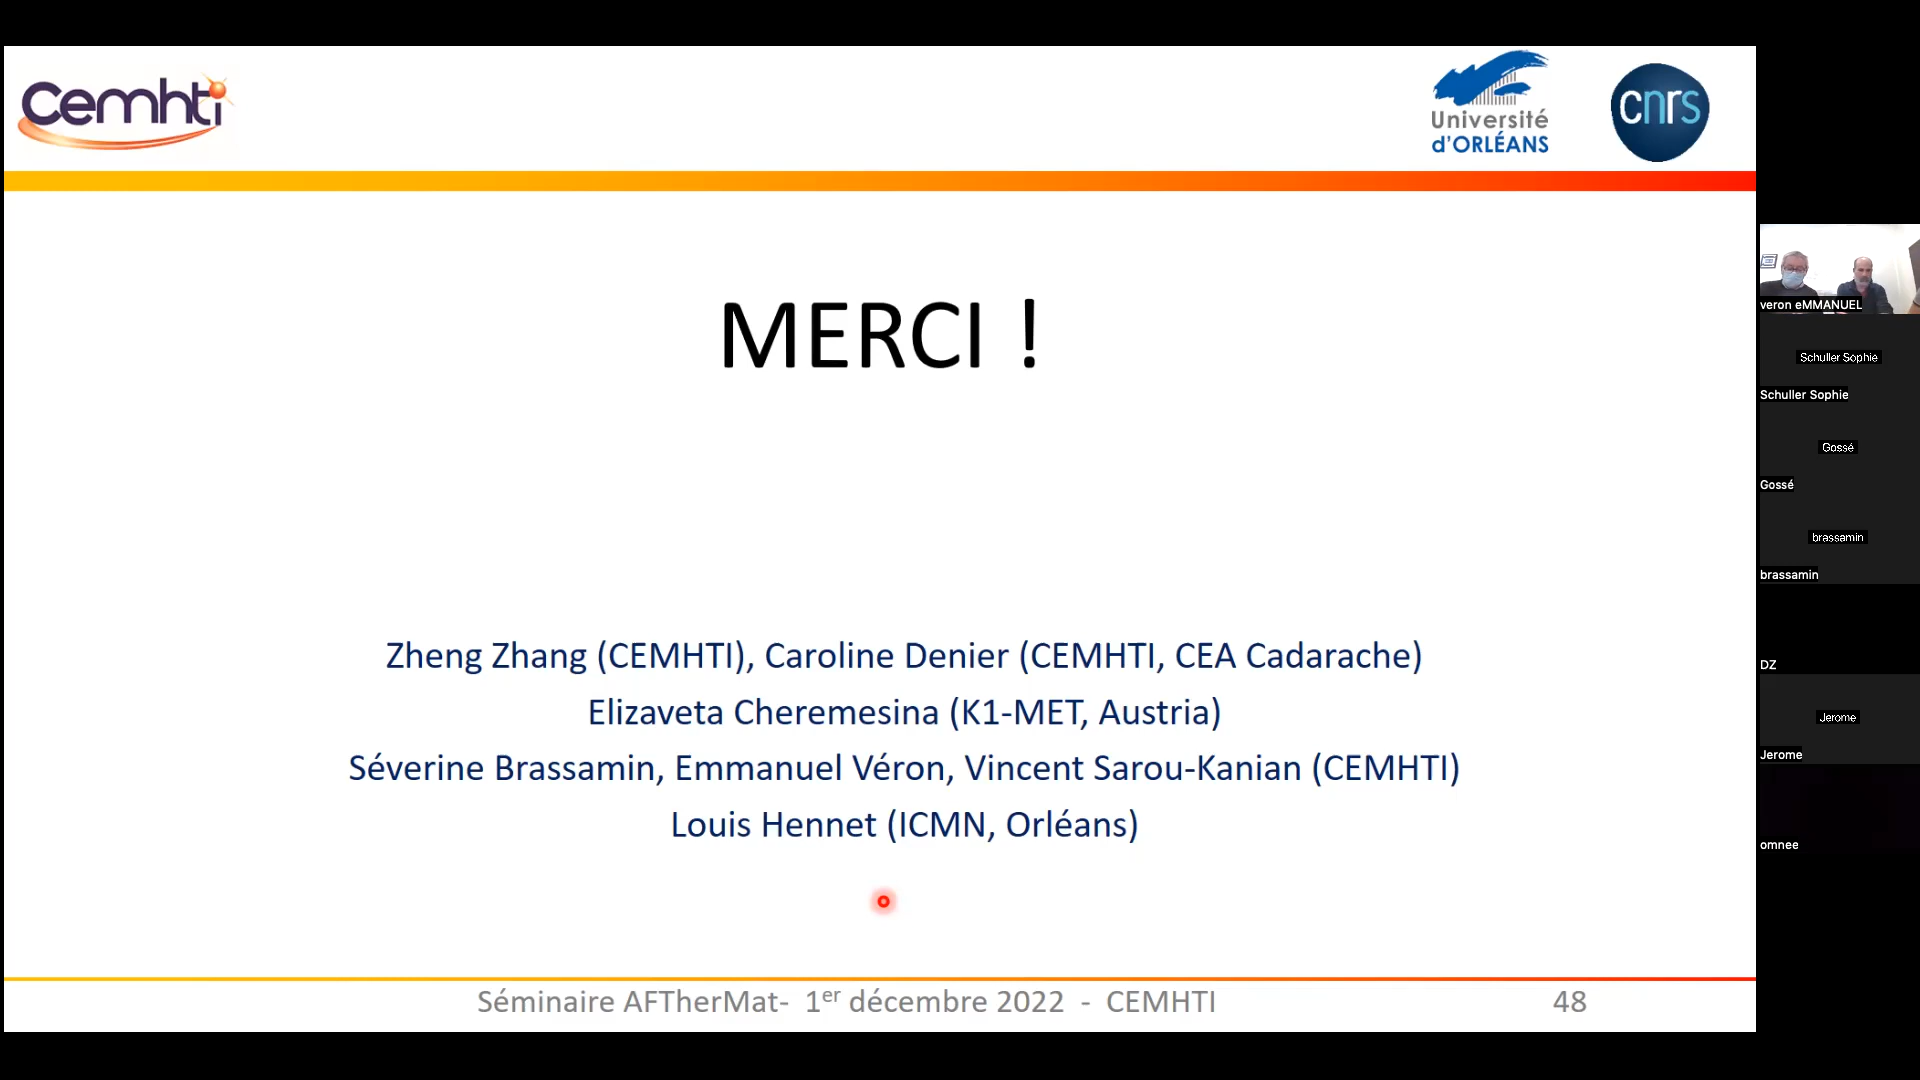 cemhti
Université
d'ORLÉANS
cnrs
MERCI !
Zheng Zhang (CEMHTI), Caroline Denier (CEMHTI, CEA Cadarache)
Elizaveta Cheremesina (K1-MET, Austria)
Séverine Brassamin, Emmanuel Véron, Vincent Sarou-Kanian (CEMHTI)
Louis Hennet (ICMN, Orléans)
Séminaire AFTherMat- 1er décembre 2022 - CEMHTI
48
veron eMMANUEL
Schuller Sophie
Schuller Sophie
Gossé
Gossé
brassamin
brassamin
DZ
Jerome
Jerome
omnee